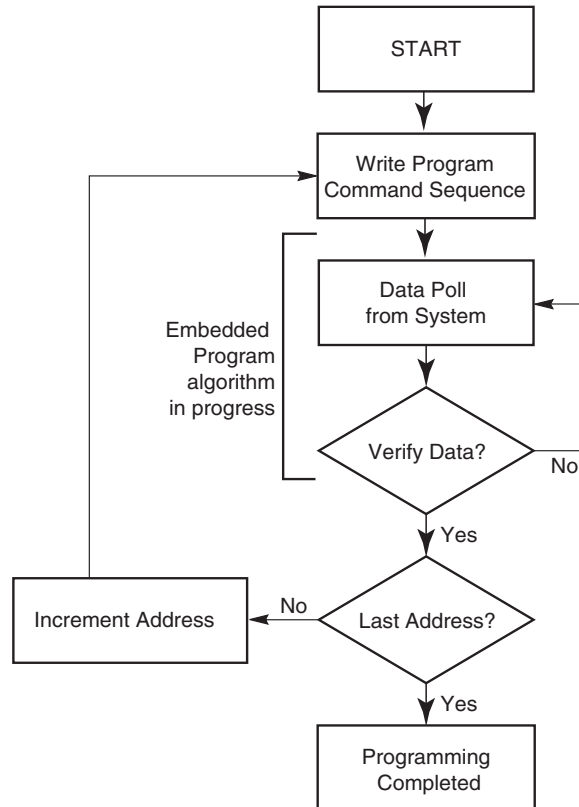 START
Write Program
Command Sequence
Data Poll
from System
Embedded
Program
algorithm
in progress
Verify Data?
No
Yes
Increment Address
No
Last Address?
Yes
Programming
Completed